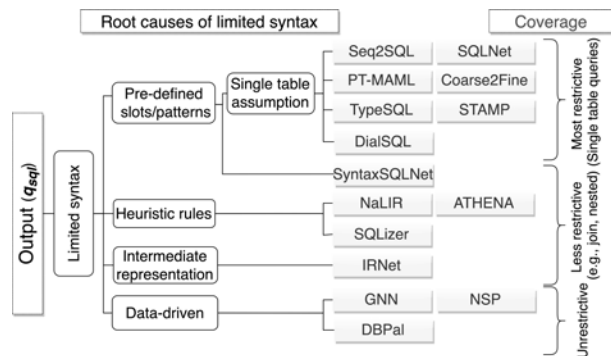 Root causes of limited syntax
Coverage
Output (q_sql)
Limited syntax
Pre-defined
slots/patterns
Single table
assumption
Seq2SQL
SQLNet
PT-MAML
Coarse2Fine
TypeSQL
STAMP
DialSQL
SyntaxSQLNet
Heuristic rules
NaLIR
ATHENA
SQLizer
Intermediate
representation
IRNet
Data-driven
GNN
NSP
DBPal
Most restrictive
(Single table queries)
Less restrictive
(e.g., join, nested)
Unrestrictive